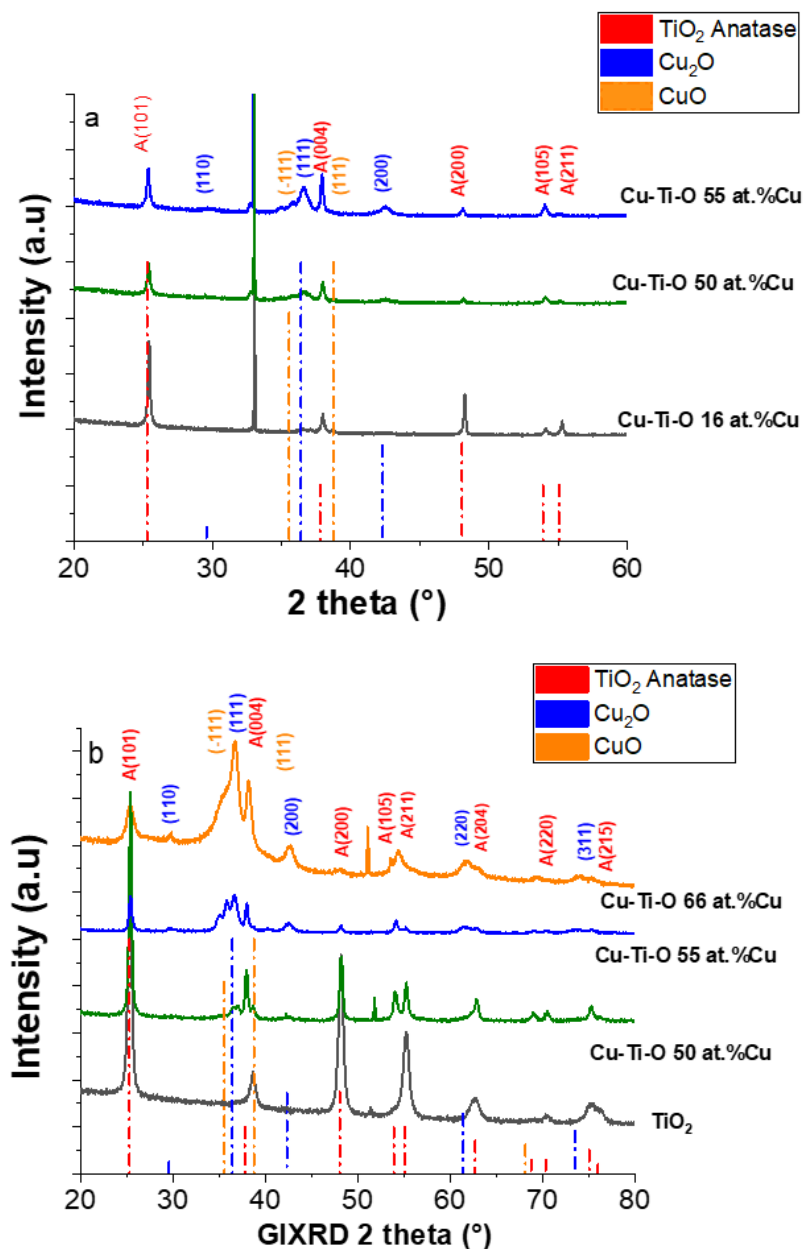 TiO2 Anatase
Cu2O
CuO
a
A(101)
(110)
(-111)
(111)
A(004)
(111)
(200)
A(200)
A(105)
A(211)
Cu-Ti-O 55 at.%Cu
Cu-Ti-O 50 at.%Cu
Cu-Ti-O 16 at.%Cu
Intensity (a.u)
20 30 40 50 60
2 theta (°)
TiO2 Anatase
Cu2O
CuO
b
A(101)
(110)
(-111)
(111)
A(004)
(111)
(200)
A(200)
A(105)
A(211)
(220)
A(204)
A(220)
(311)
A(215)
Cu-Ti-O 66 at.%Cu
Cu-Ti-O 55 at.%Cu
Cu-Ti-O 50 at.%Cu
TiO2
Intensity (a.u)
20 30 40 50 60 70 80
GIXRD 2 theta (°)